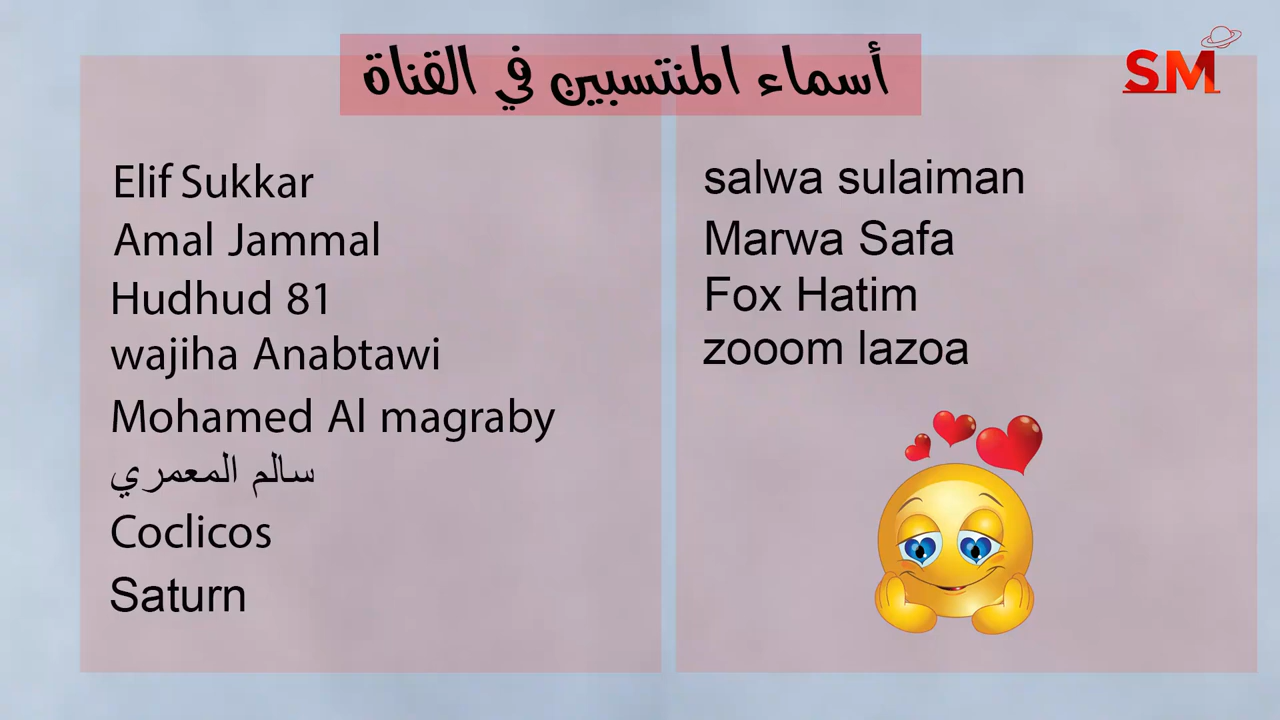 أسماء المنتسبين في القناة
SM
Elif Sukkar
Amal Jammal
Hudhud 81
wajiha Anabtawi
Mohamed Al magraby
سالم المعمري
Coclicos
Saturn
salwa sulaiman
Marwa Safa
Fox Hatim
zooom lazoa